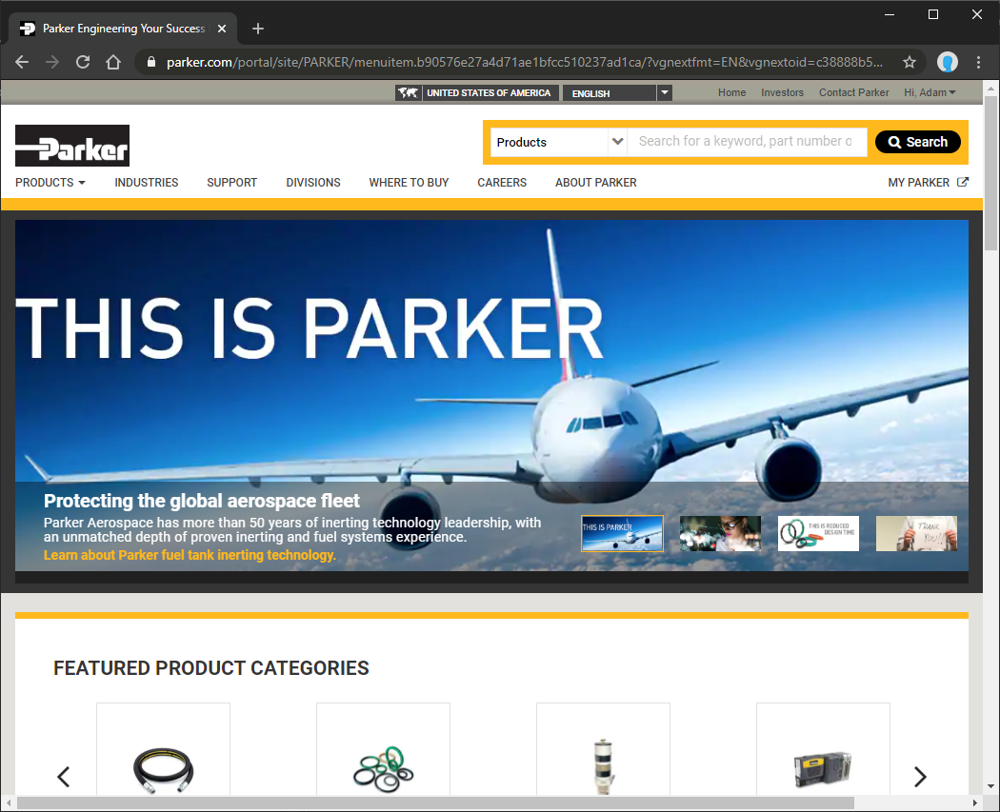 Parker Engineering Your Success
parker.com/portal/site/PARKER/menuitem.b90576e27a4d71ae1bfcc510237ad1ca/?vgnextfmt=EN&vgnextoid=c38888b5...
UNITED STATES OF AMERICA
ENGLISH
Home
Investors
Contact Parker
Hi, Adam
Parker
Products
Search for a keyword, part number o
Search
PRODUCTS
INDUSTRIES
SUPPORT
DIVISIONS
WHERE TO BUY
CAREERS
ABOUT PARKER
MY PARKER
THIS IS PARKER
Protecting the global aerospace fleet
Parker Aerospace has more than 50 years of inerting technology leadership, with
an unmatched depth of proven inerting and fuel systems experience.
Learn about Parker fuel tank inerting technology.
THIS IS PARKER
THIS IS REDUCED
DESIGN TIME
THANK
YOU!!
FEATURED PRODUCT CATEGORIES